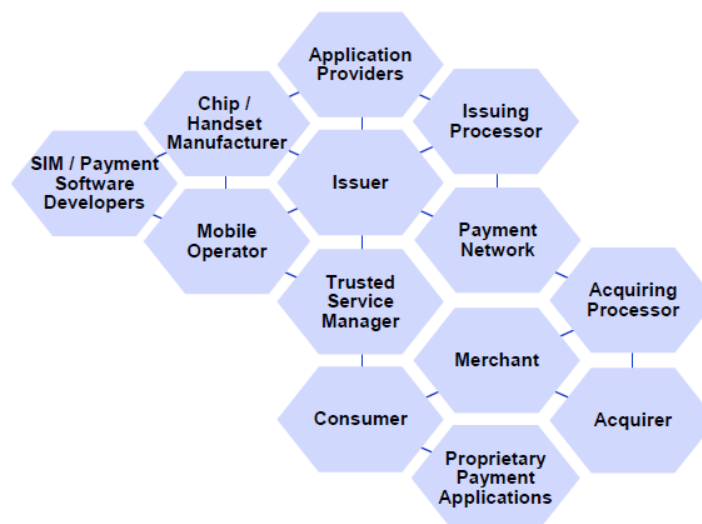 Application
Providers
Chip /
Handset
Manufacturer
Issuing
Processor
SIM / Payment
Software
Developers
Issuer
Mobile
Operator
Payment
Network
Trusted
Service
Manager
Acquiring
Processor
Merchant
Consumer
Acquirer
Proprietary
Payment
Applications